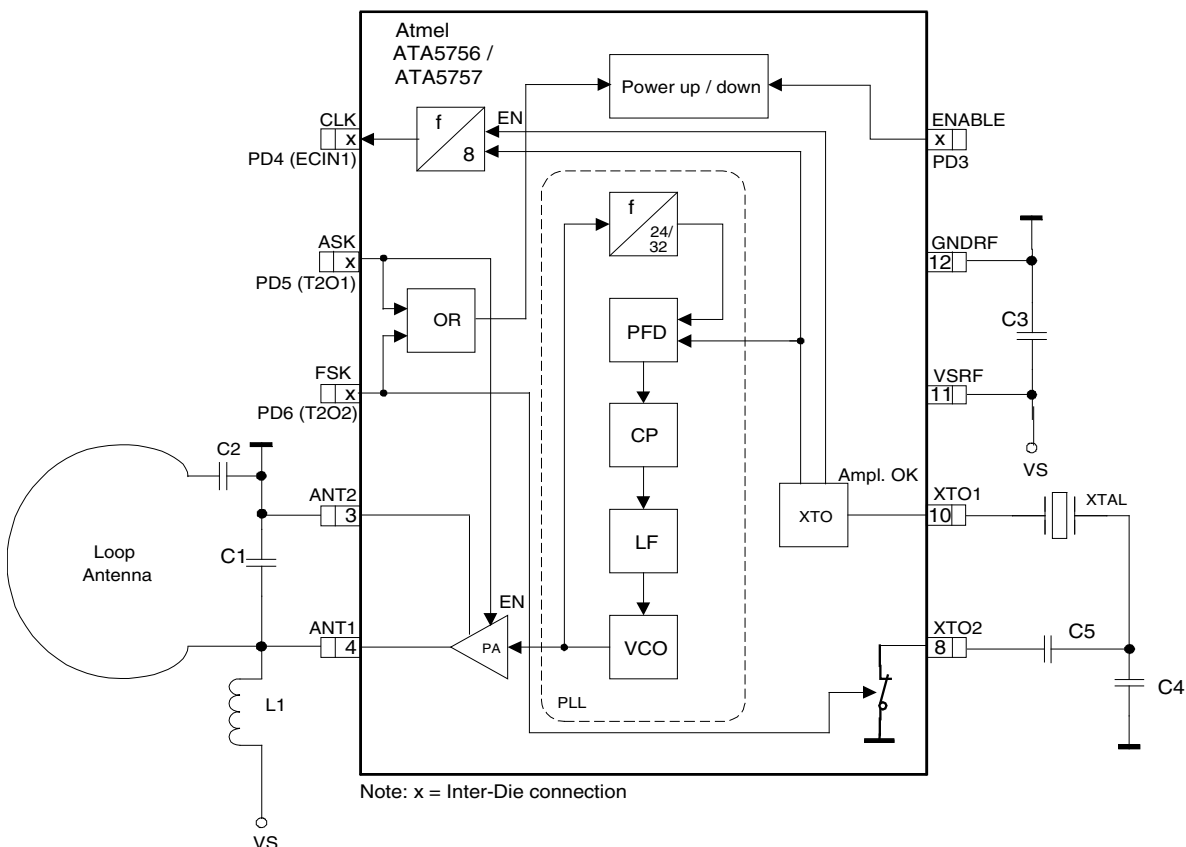 Atmel
ATA5756 /
ATA5757
Power up / down
CLK
x
PD4 (ECIN1)
f
8
EN
ENABLE
x
PD3
f
24/
32
ASK
x
PD5 (T2O1)
OR
GNDRF
12
PFD
C3
FSK
x
PD6 (T2O2)
VSRF
11
CP
VS
C2
ANT2
3
Ampl. OK
XTO
XTO1
10
XTAL
Loop
Antenna
C1
LF
EN
ANT1
4
PA
VCO
XTO2
8
C5
C4
L1
PLL
VS
Note: x = Inter-Die connection